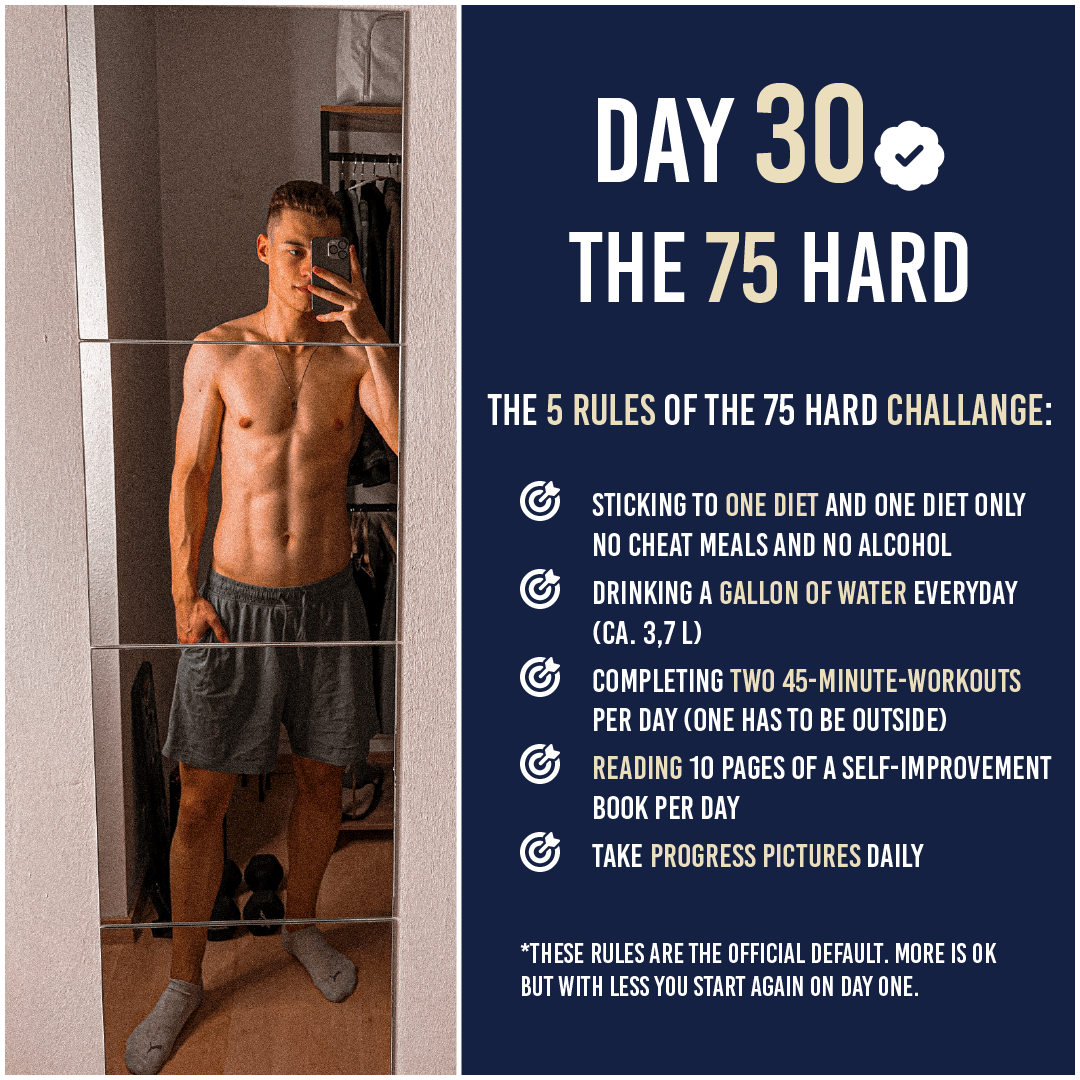 DAY 30
THE 75 HARD
THE 5 RULES OF THE 75 HARD CHALLANGE:
STICKING TO ONE DIET AND ONE DIET ONLY
NO CHEAT MEALS AND NO ALCOHOL
DRINKING A GALLON OF WATER EVERYDAY
(CA. 3,7 L)
COMPLETING TWO 45-MINUTE-WORKOUTS
PER DAY (ONE HAS TO BE OUTSIDE)
READING 10 PAGES OF A SELF-IMPROVEMENT
BOOK PER DAY
TAKE PROGRESS PICTURES DAILY
*THESE RULES ARE THE OFFICIAL DEFAULT. MORE IS OK
BUT WITH LESS YOU START AGAIN ON DAY ONE.